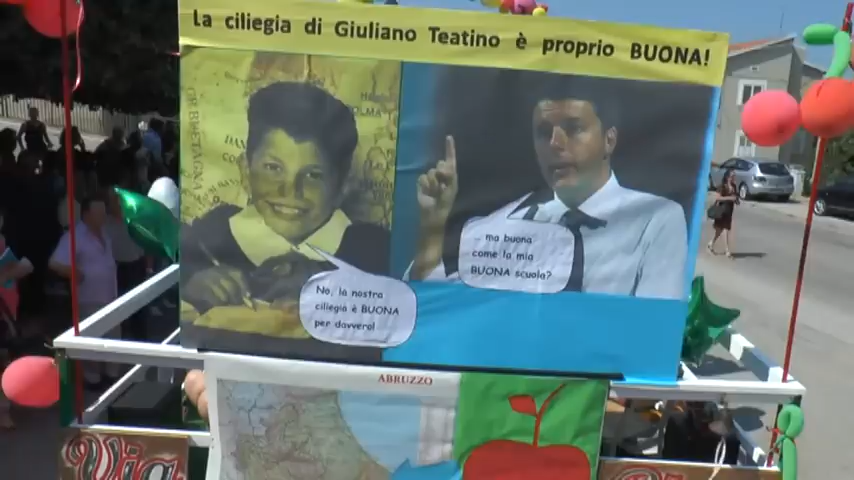 La ciliegia di Giuliano Teatino è proprio BUONA!
.. ma buona
come la mia
BUONA scuola?
No, la nostra
ciliegia è BUONA
per davvero!
ABRUZZO
Via